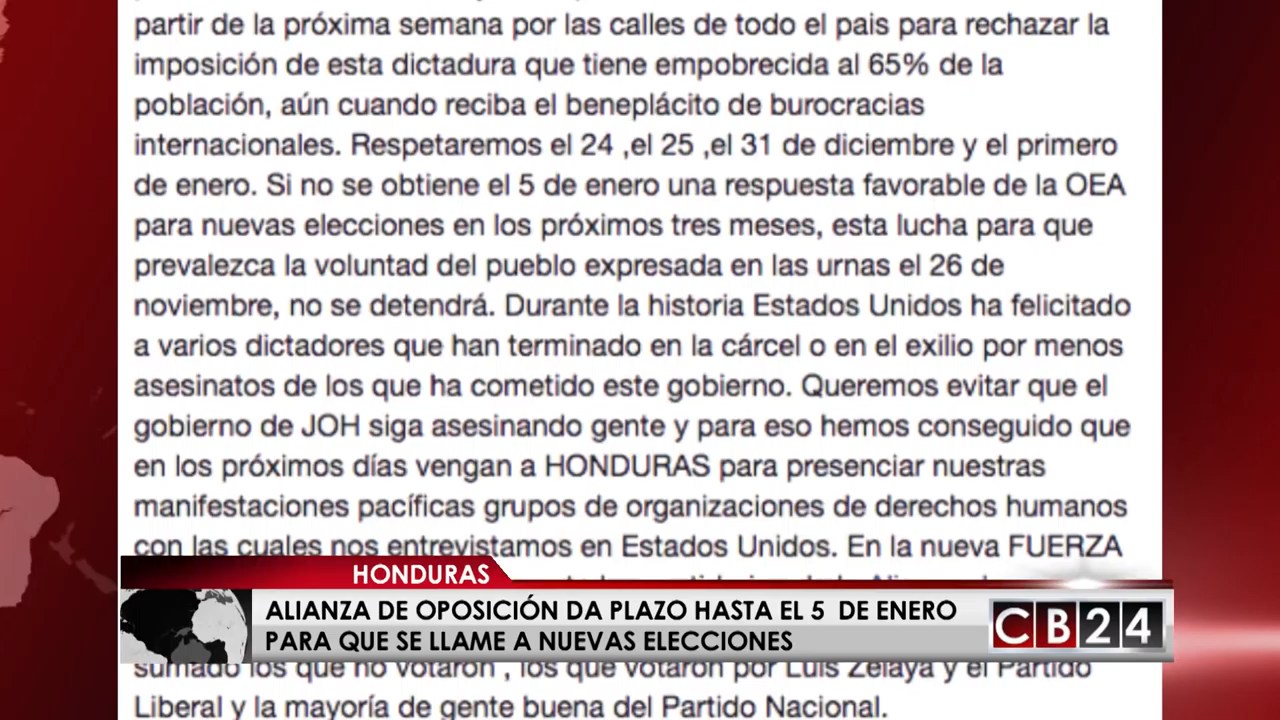 partir de la próxima semana por las calles de todo el pais para rechazar la
imposición de esta dictadura que tiene empobrecida al 65% de la
población, aún cuando reciba el beneplácito de burocracias
internacionales. Respetaremos el 24 ,el 25 ,el 31 de diciembre y el primero
de enero. Si no se obtiene el 5 de enero una respuesta favorable de la OEA
para nuevas elecciones en los próximos tres meses, esta lucha para que
prevalezca la voluntad del pueblo expresada en las urnas el 26 de
noviembre, no se detendrá. Durante la historia Estados Unidos ha felicitado
a varios dictadores que han terminado en la cárcel o en el exilio por menos
asesinatos de los que ha cometido este gobierno. Queremos evitar que el
gobierno de JOH siga asesinando gente y para eso hemos conseguido que
en los próximos días vengan a HONDURAS para presenciar nuestras
manifestaciones pacíficas grupos de organizaciones de derechos humanos
con las cuales nos entrevistamos en Estados Unidos. En la nueva FUERZA
HONDURAS
ALIANZA DE OPOSICIÓN DA PLAZO HASTA EL 5 DE ENERO
PARA QUE SE LLAME A NUEVAS ELECCIONES
CB24
sumado los que no votaron , los que votaron por Luis Zelaya y el Partido
Liberal y la mayoría de gente buena del Partido Nacional.